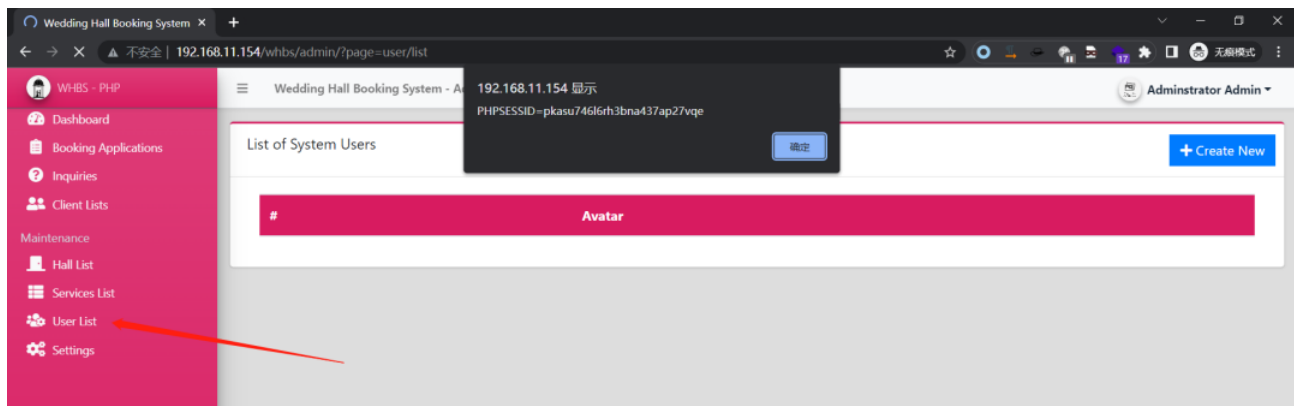 Wedding Hall Booking System
不安全 | 192.168.11.154/whbs/admin/?page=user/list
17
无痕模式
WHBS - PHP
Wedding Hall Booking System - A
192.168.11.154 显示
PHPSESSID=pkasu746l6rh3bna437ap27vqe
确定
Adminstrator Admin
Dashboard
Booking Applications
Inquiries
Client Lists
Maintenance
Hall List
Services List
User List
Settings
List of System Users
Create New
# Avatar